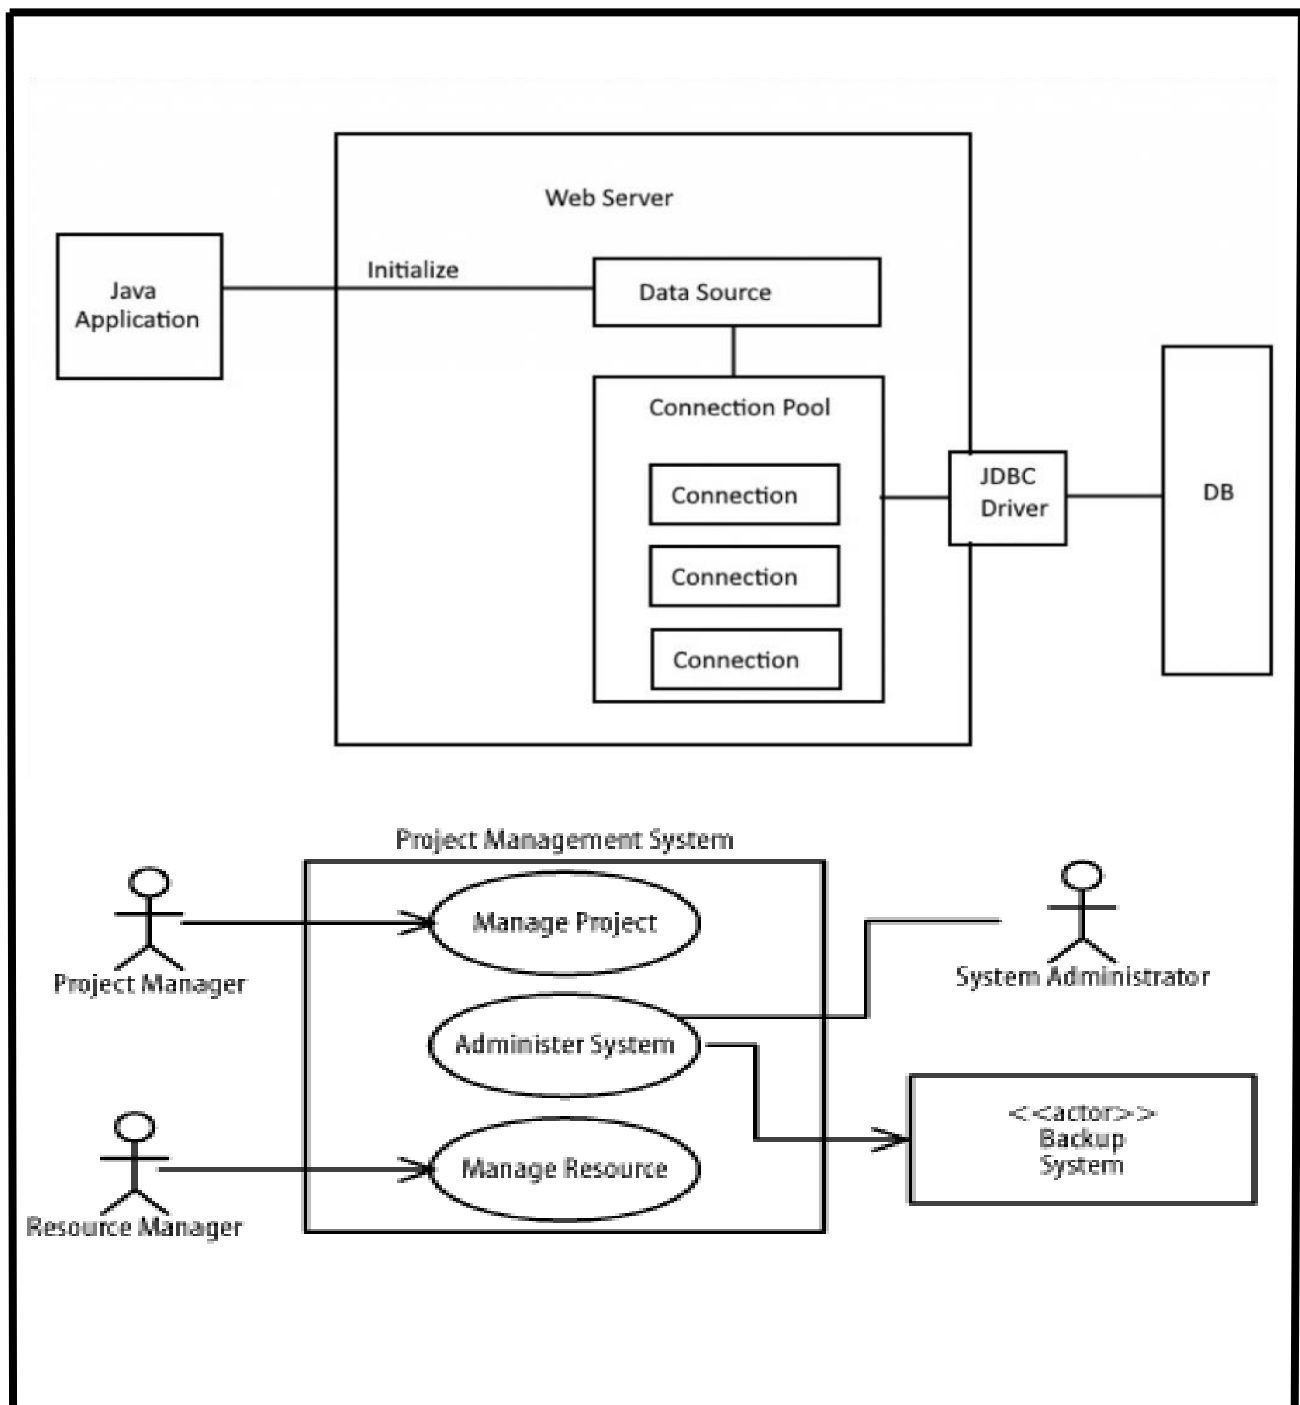 Web Server
Initialize
Java
Application
Data Source
Connection Pool
Connection
Connection
Connection
JDBC
Driver
DB
Project Management System
Manage Project
Project Manager
System Administrator
Administer System
<<actor>>
Backup
System
Manage Resource
Resource Manager